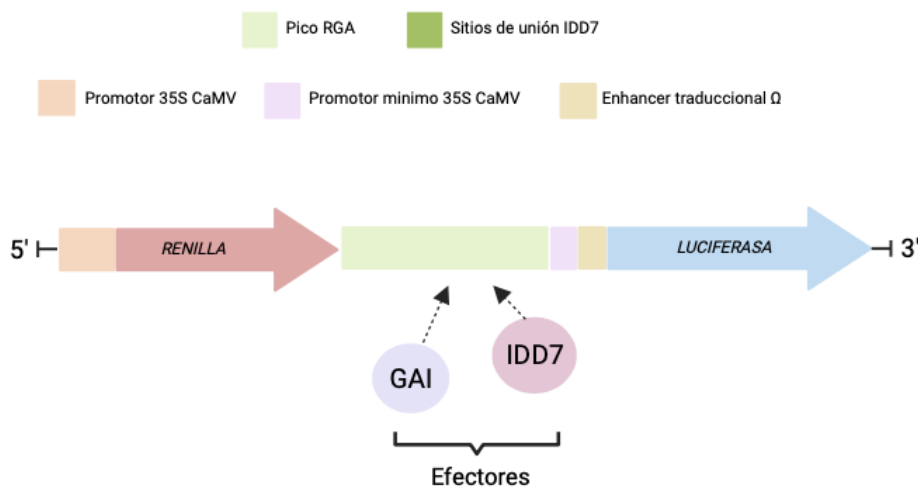 Pico RGA
Sitios de unión IDD7
Promotor 35S CaMV
Promotor minimo 35S CaMV
Enhancer traduccional Ω
5'
RENILLA
LUCIFERASA
3'
GAI
IDD7
Efectores